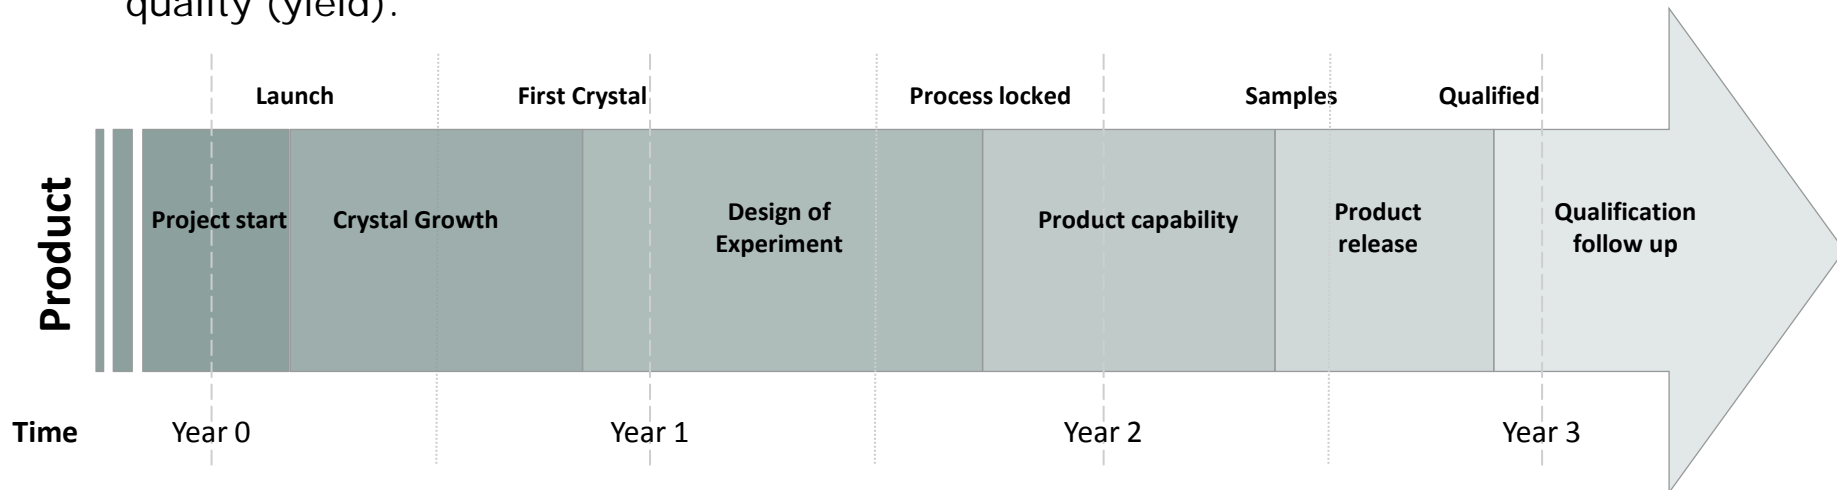 quality (yield).
Launch
First Crystal
Process locked
Samples
Qualified
Product
Project start
Crystal Growth
Design of
Experiment
Product capability
Product
release
Qualification
follow up
Time
Year 0
Year 1
Year 2
Year 3